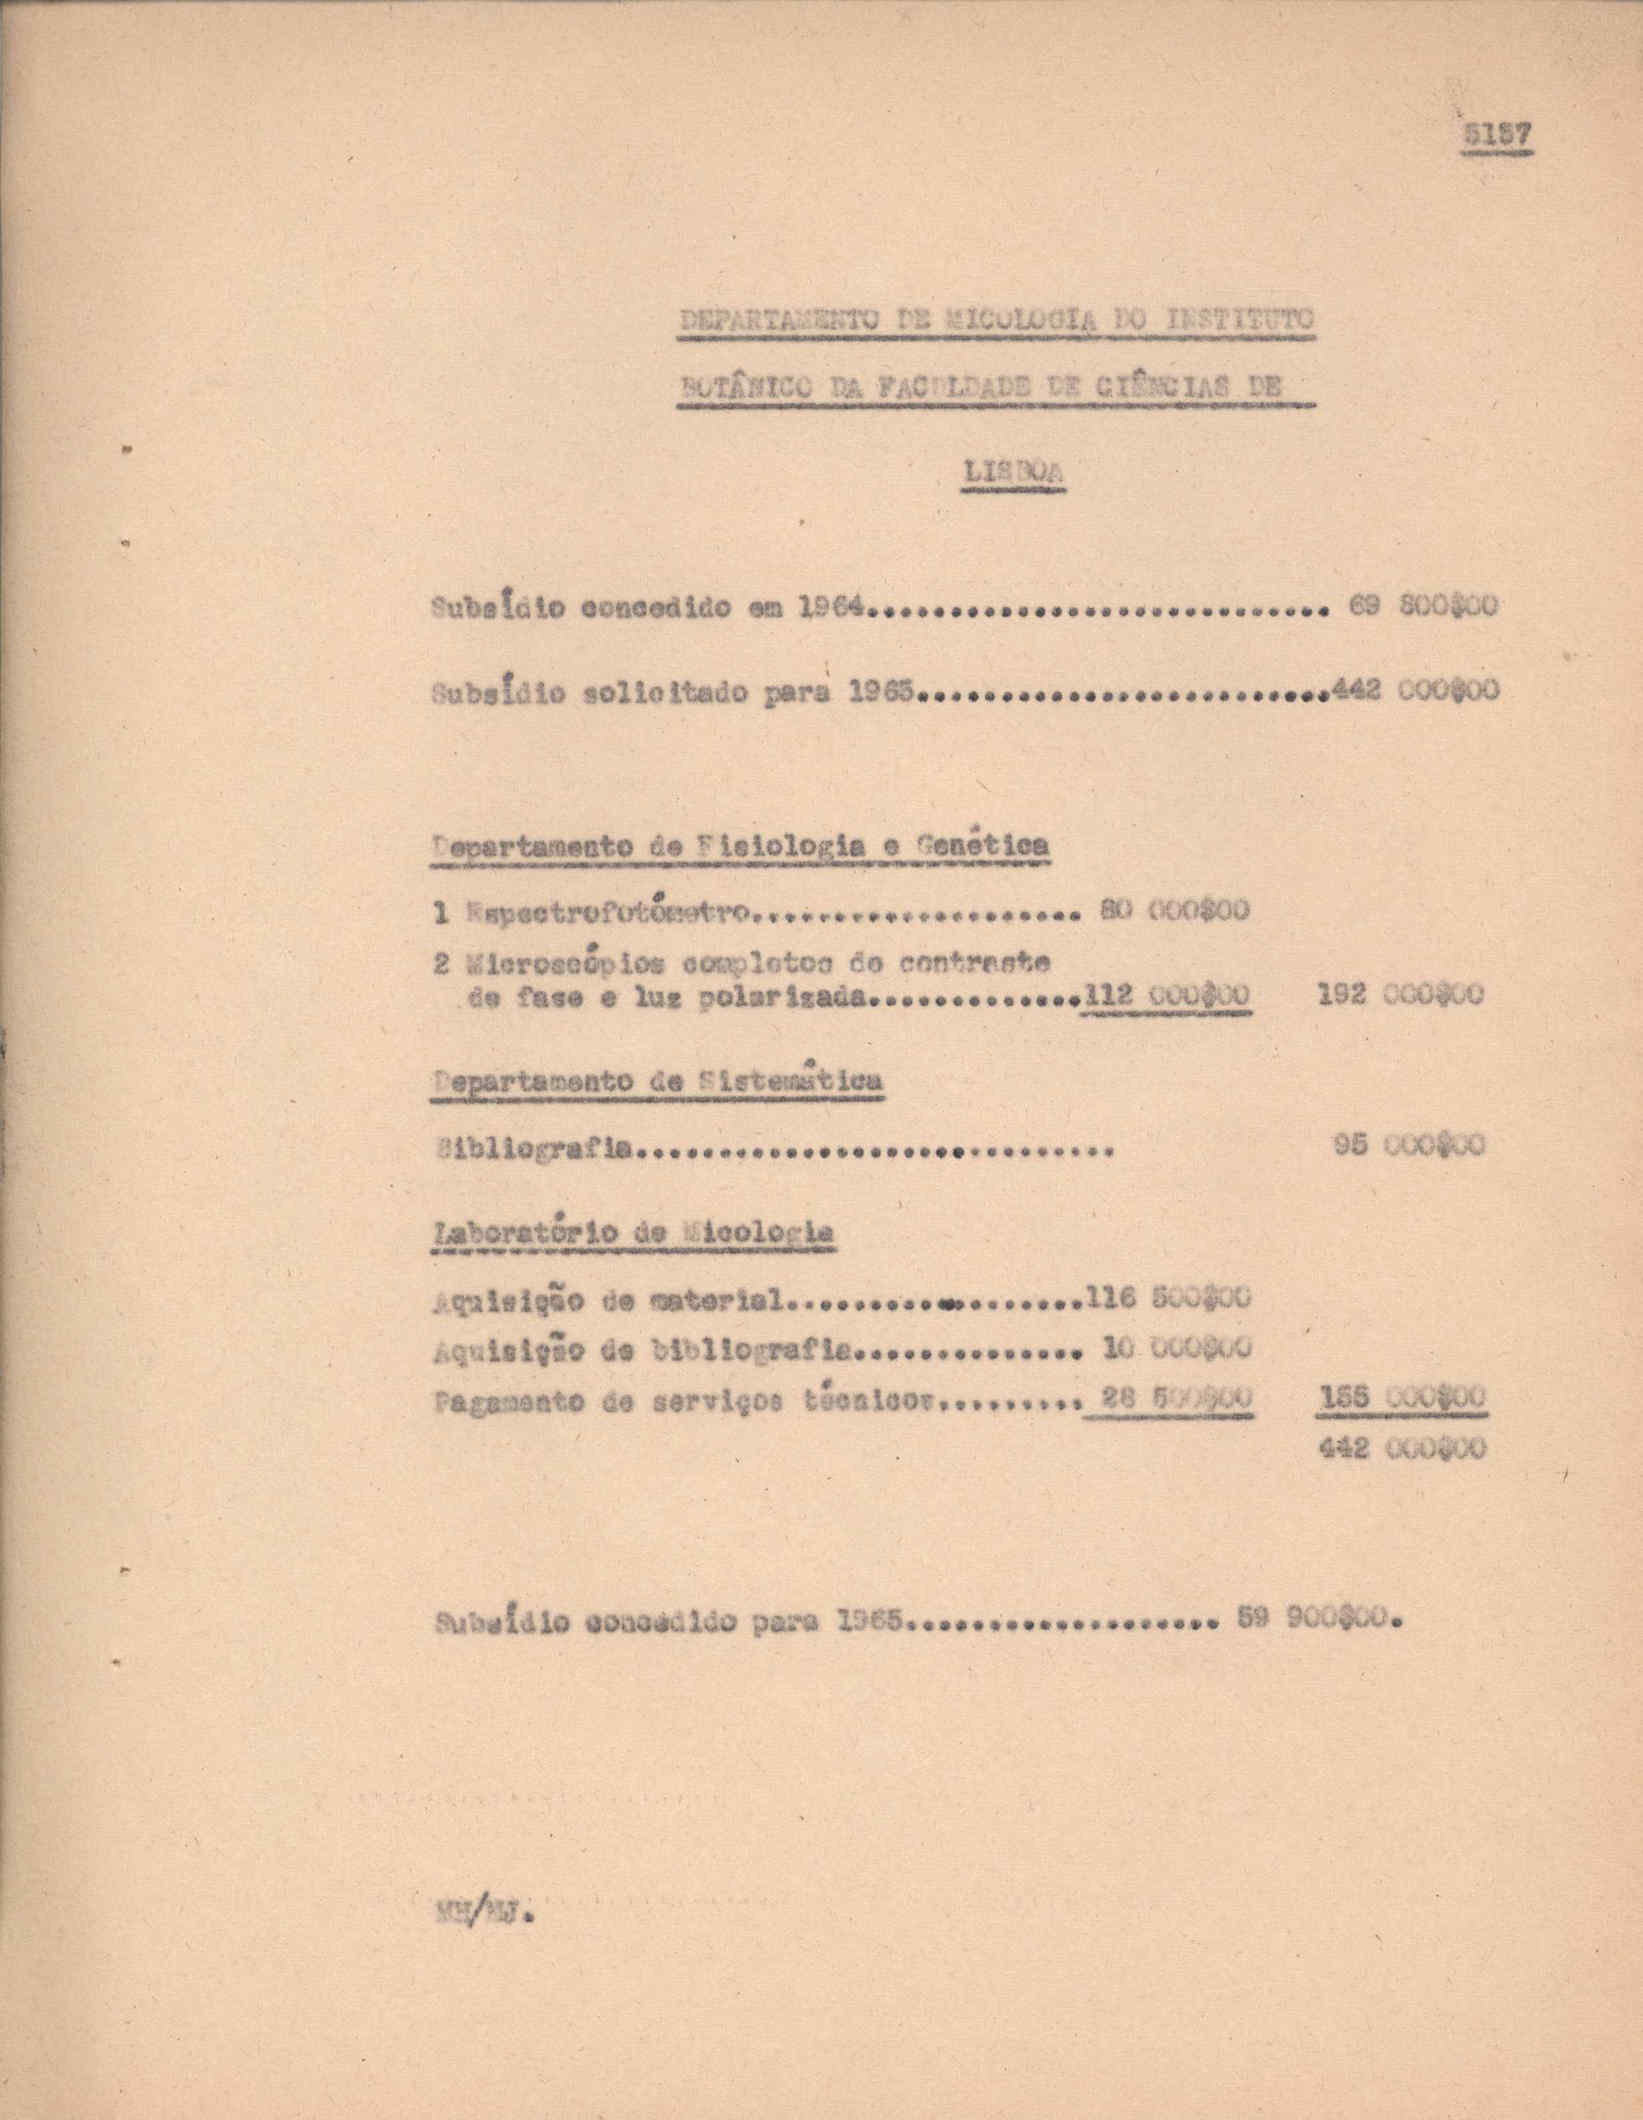 5157
DEPARTAMENTO DE MICOLOGIA DO INSTITUTO
BOTÂNICO DA FACULDADE DE CIÊNCIAS DE
LISBOA
Subsídio concedido em 1964............................ 69 800$00
Subsídio solicitado para 1965.........................442 000$00
Departamento de Fisiologia e Genética
1 Espectrofotómetro.................... 80 000$00
2 Microscópios completos de contraste
de fase e luz polarizada.............112 000$00 192 000$00
Departamento de Sistemática
Bibliografia............................. 95 000$00
Laboratório de Micologia
Aquisição de material..................116 500$00
Aquisição de bibliografia.............. 10 000$00
Pagamento de serviços técnicos......... 28 500$00 155 000$00
442 000$00
Subsídio concedido para 1965................... 59 900$00.
MH/MJ.